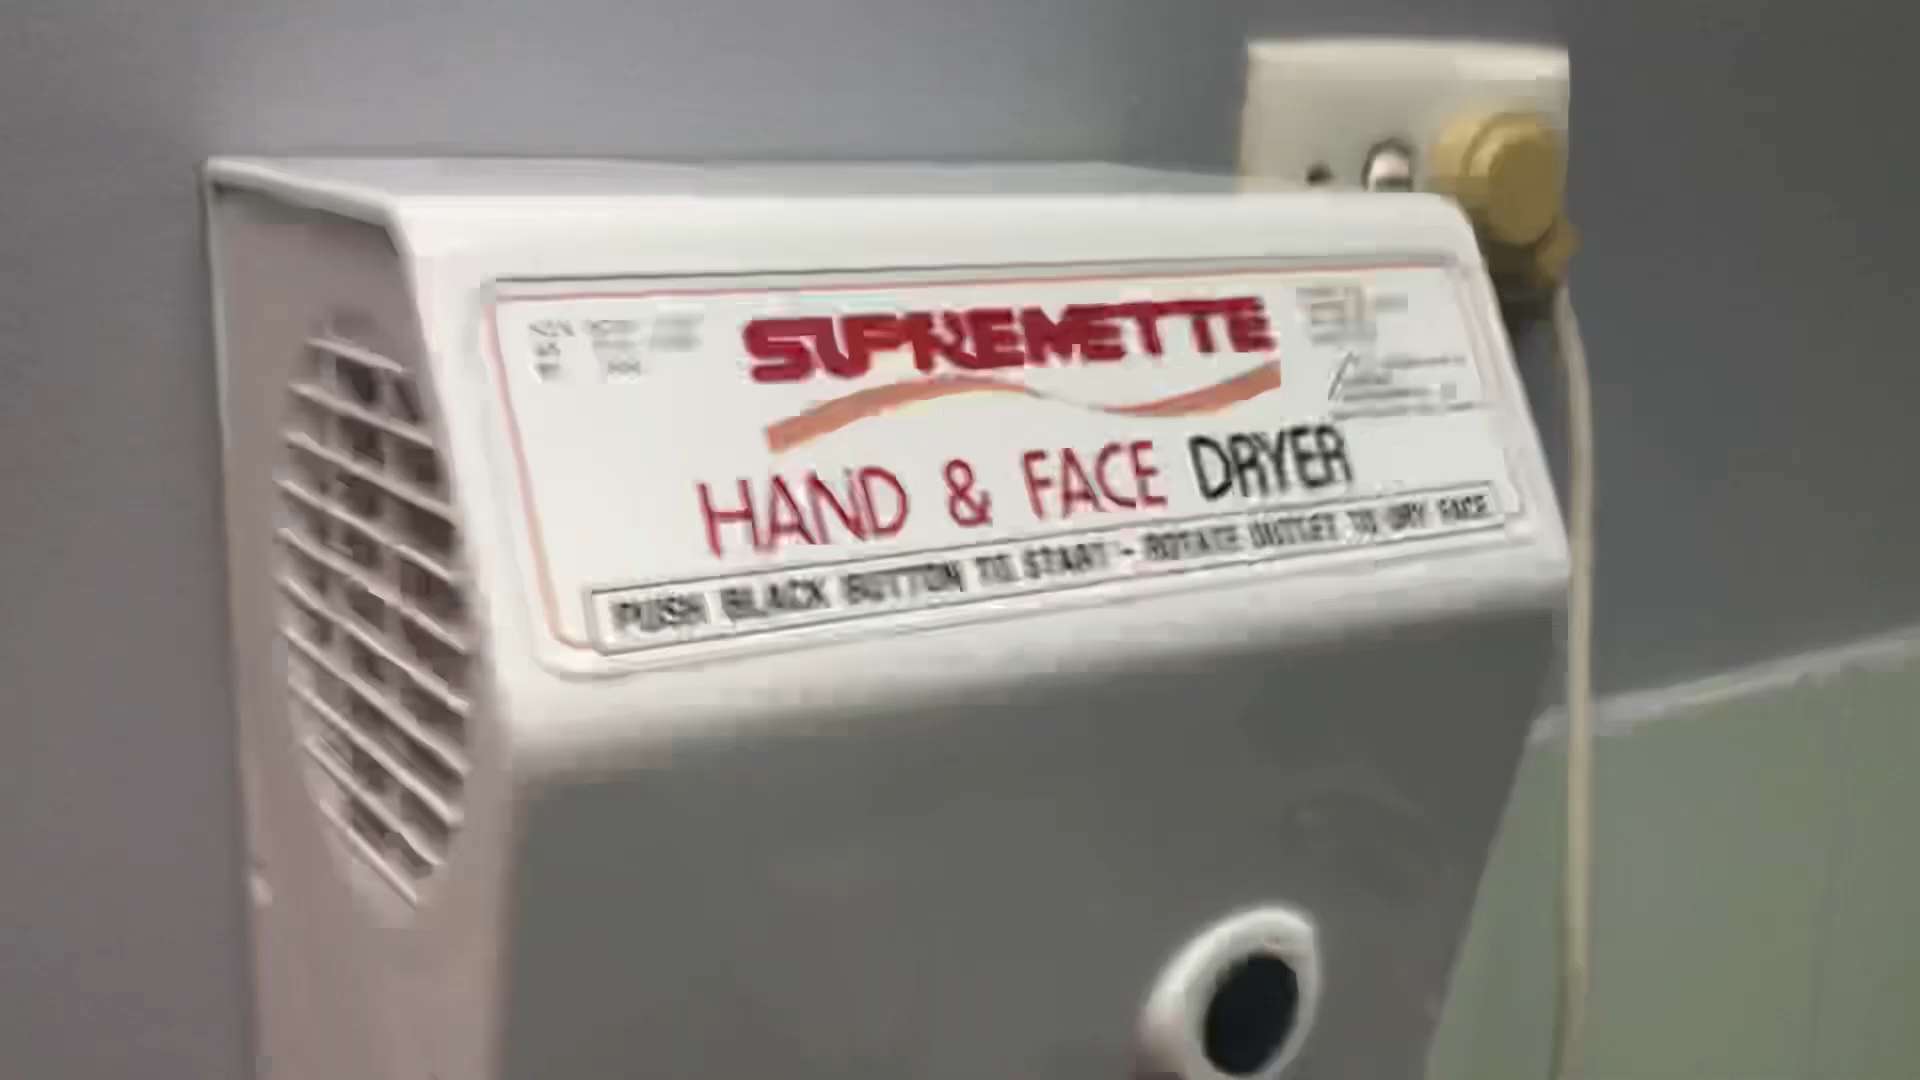 SUPREMETTE
HAND & FACE DRYER
PUSH BLACK BUTTON TO START - ROTATE OUTLET TO DRY FACE